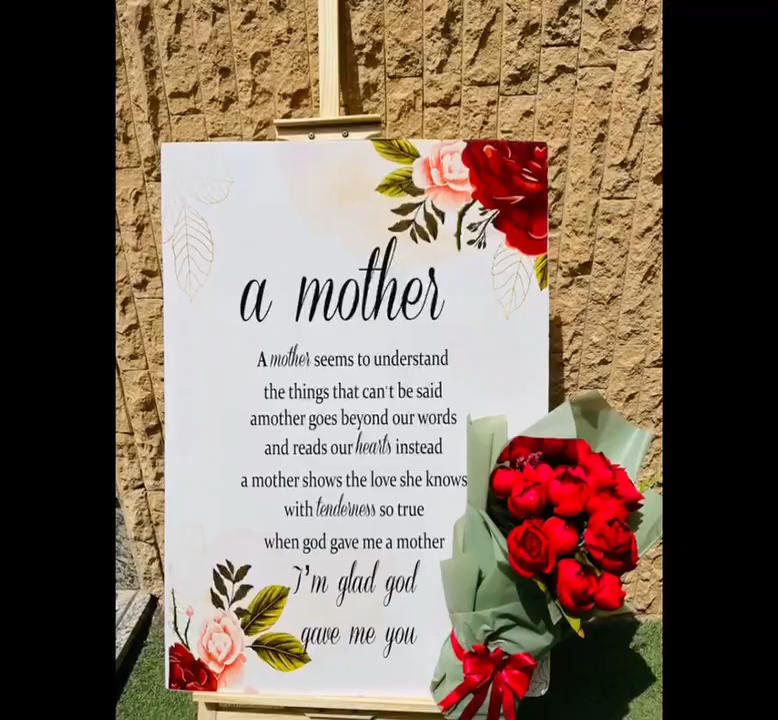 a mother
A mother seems to understand
the things that can't be said
amother goes beyond our words
and reads our hearts instead
a mother shows the love she knows
with tenderness so true
when god gave me a mother
I'm glad god
gave me you